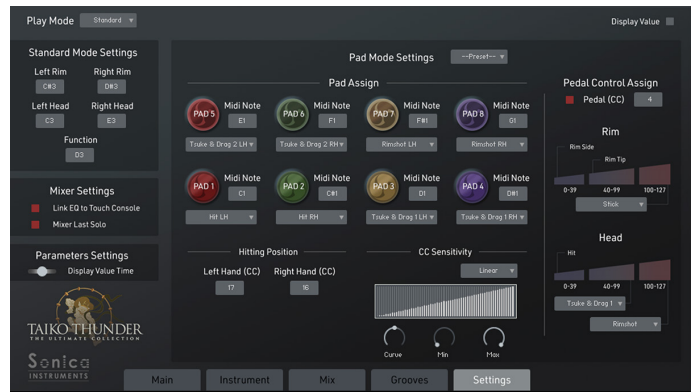 Play Mode Standard Display Value
Standard Mode Settings
Left Rim Right Rim
C#3 D#3
Left Head Right Head
C3 E3
Function
D3
Mixer Settings
Link EQ to Touch Console
Mixer Last Solo
Parameters Settings
Display Value Time
TAIKO THUNDER
THE ULTIMATE COLLECTION
Sonica
INSTRUMENTS
Pad Mode Settings --Preset--
Pad Assign
PAD 5 Midi Note E1 PAD 6 Midi Note F1 PAD 7 Midi Note F#1 PAD 8 Midi Note G1
Tsuke & Drag 2 LH Tsuke & Drag 2 RH Rimshot LH Rimshot RH
PAD 1 Midi Note C1 PAD 2 Midi Note C#1 PAD 3 Midi Note D1 PAD 4 Midi Note D#1
Hit LH Hit RH Tsuke & Drag 1 LH Tsuke & Drag 1 RH
Hitting Position
Left Hand (CC) Right Hand (CC)
17 16
CC Sensitivity
Linear
Curve Min Max
Pedal Control Assign
Pedal (CC) 4
Rim
Rim Side
Rim Tip
0-39 40-99 100-127
Stick
Head
Hit
0-39 40-99 100-127
Tsuke & Drag 1
Rimshot
Main Instrument Mix Grooves Settings